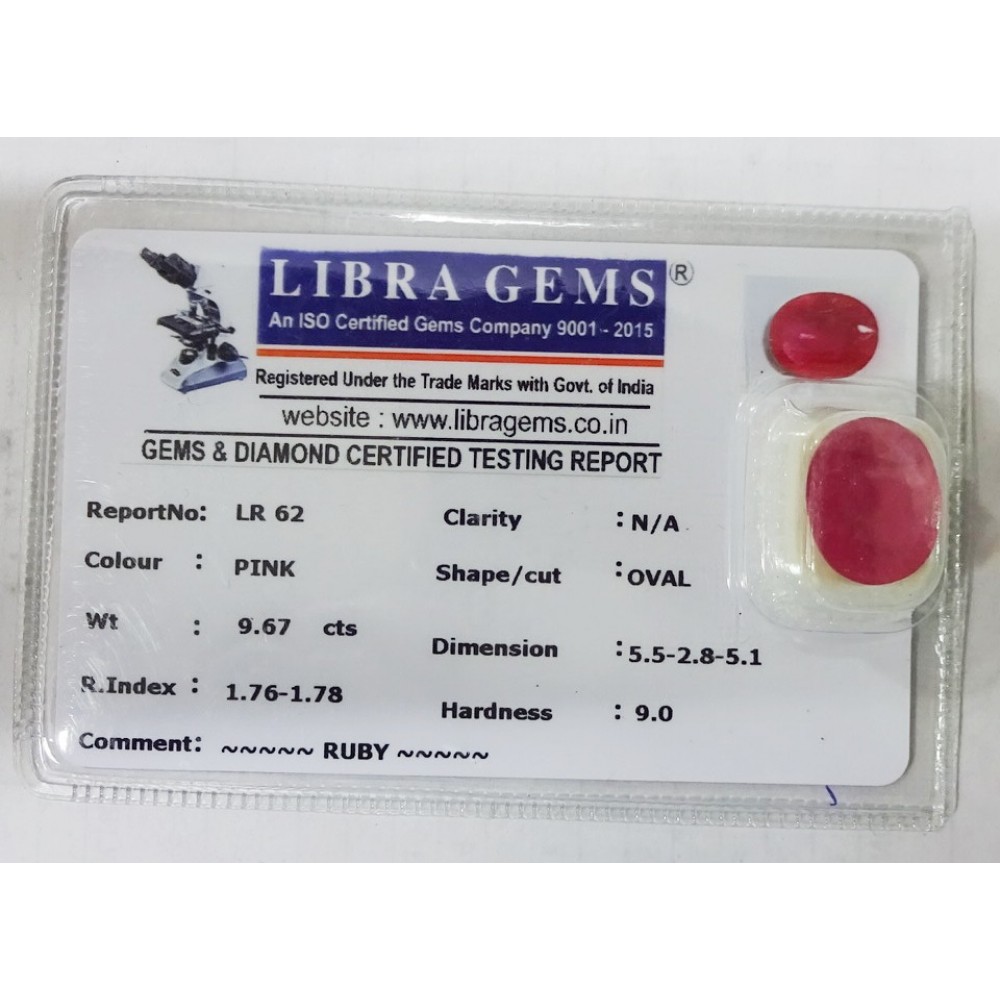 LIBRA GEMS ®
An ISO Certified Gems Company 9001 - 2015
Registered Under the Trade Marks with Govt. of India
website : www.libragems.co.in
GEMS & DIAMOND CERTIFIED TESTING REPORT
ReportNo: LR 62
Clarity : N/A
Colour : PINK
Shape/cut : OVAL
Wt : 9.67 cts
Dimension : 5.5-2.8-5.1
R.Index : 1.76-1.78
Hardness : 9.0
Comment: ~~~~~ RUBY ~~~~~